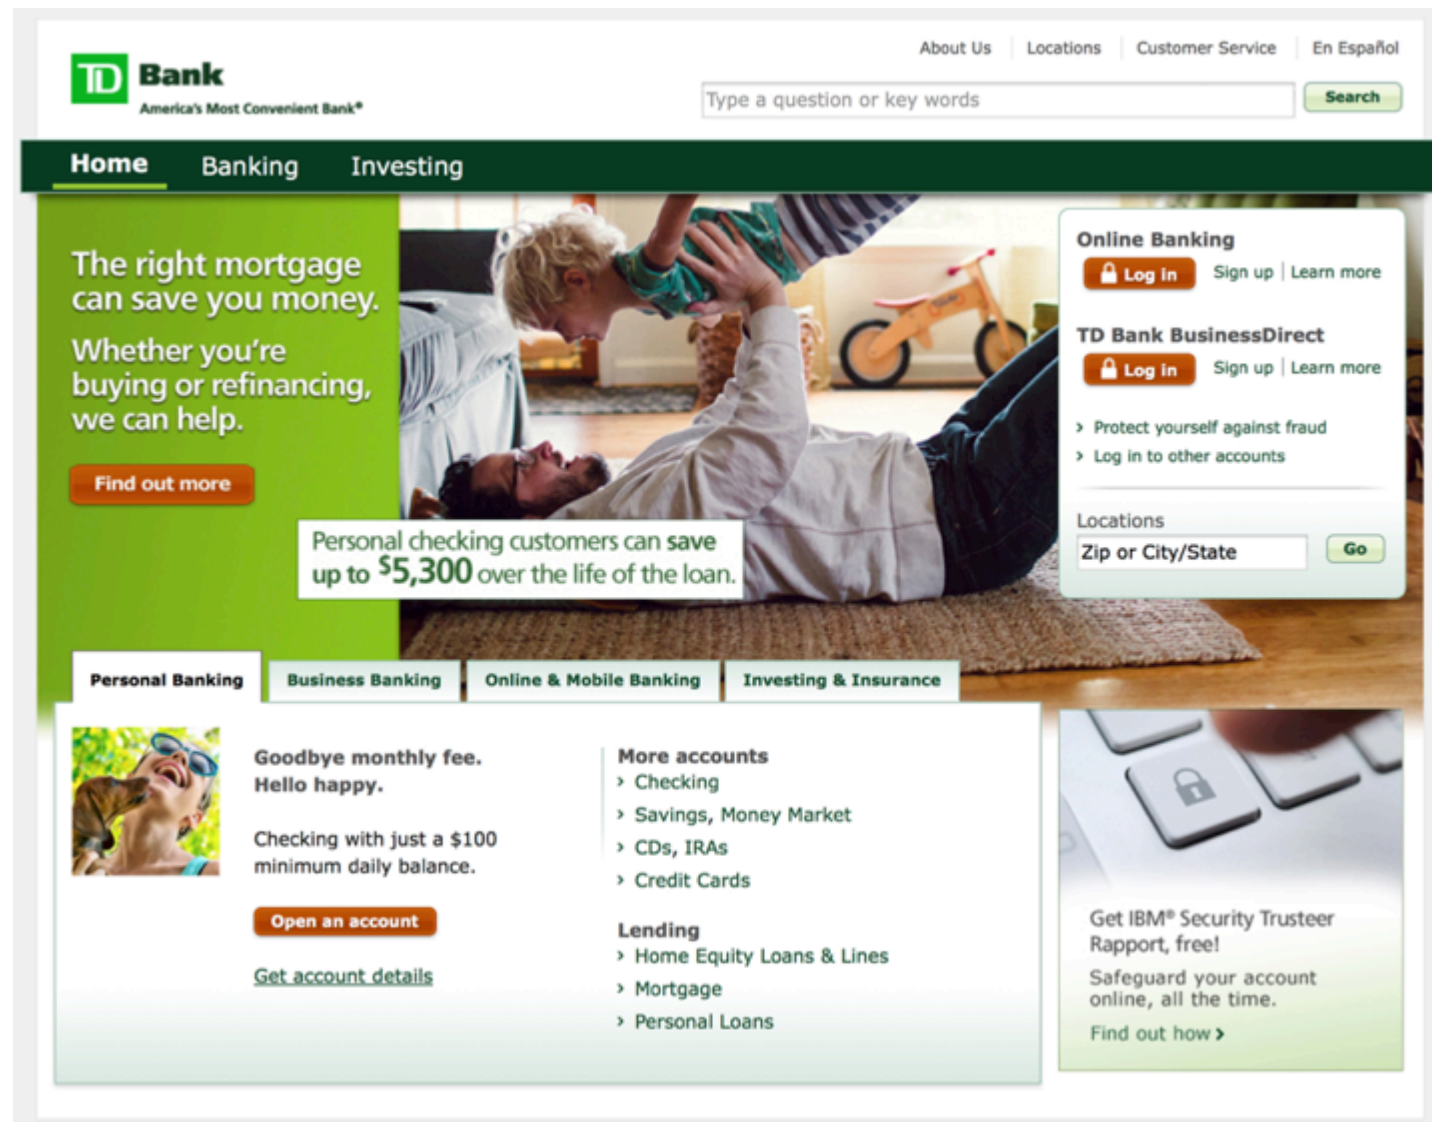 About Us
Locations
Customer Service
En Español
TD Bank
America's Most Convenient Bank®
Type a question or key words
Search
Home
Banking
Investing
The right mortgage
can save you money.
Whether you're
buying or refinancing,
we can help.
Find out more
Personal checking customers can save
up to $5,300 over the life of the loan.
Online Banking
Log in
Sign up
Learn more
TD Bank BusinessDirect
Log in
Sign up
Learn more
› Protect yourself against fraud
› Log in to other accounts
Locations
Zip or City/State
Go
Personal Banking
Business Banking
Online & Mobile Banking
Investing & Insurance
Goodbye monthly fee.
Hello happy.
Checking with just a $100
minimum daily balance.
Open an account
Get account details
More accounts
› Checking
› Savings, Money Market
› CDs, IRAs
› Credit Cards
Lending
› Home Equity Loans & Lines
› Mortgage
› Personal Loans
Get IBM® Security Trusteer
Rapport, free!
Safeguard your account
online, all the time.
Find out how ›